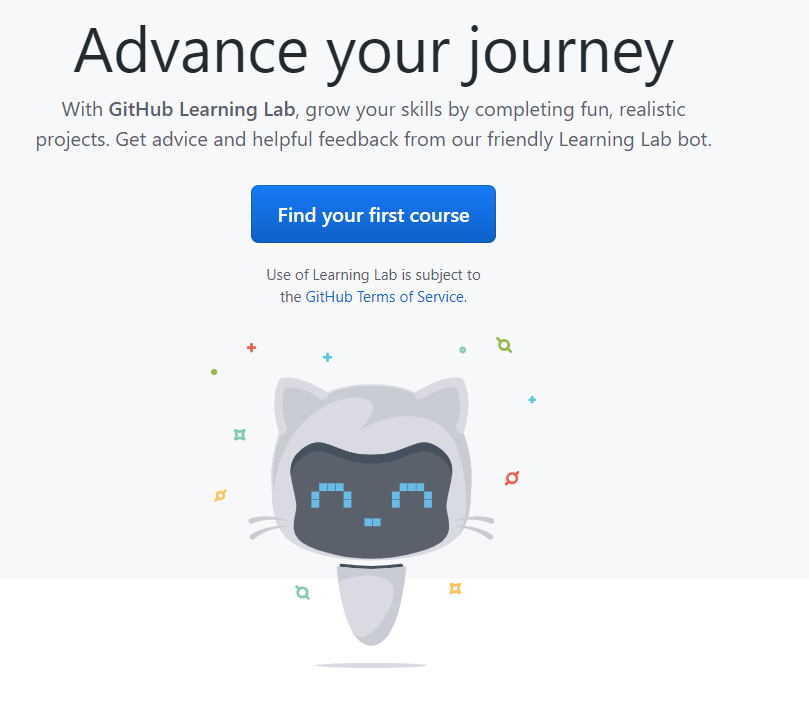 Advance your journey
With GitHub Learning Lab, grow your skills by completing fun, realistic
projects. Get advice and helpful feedback from our friendly Learning Lab bot.
Find your first course
Use of Learning Lab is subject to
the GitHub Terms of Service.